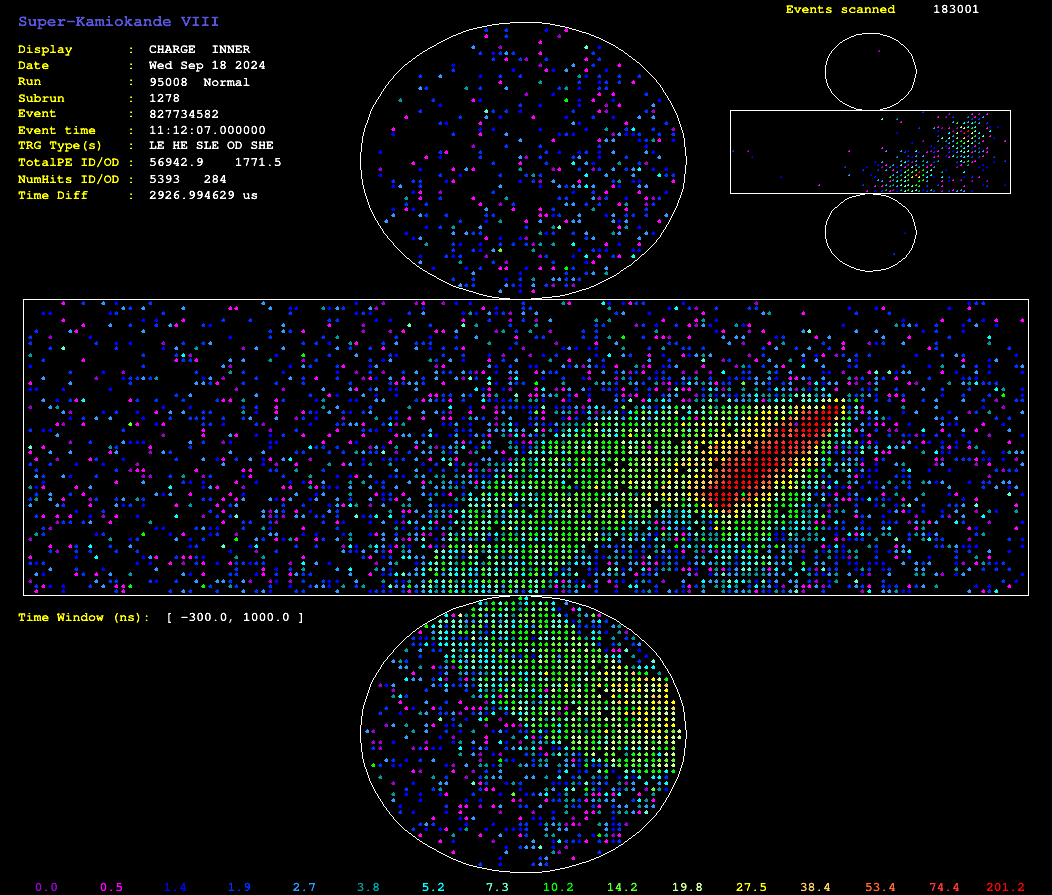 Super-Kamiokande VIII
Events scanned 183001
Display : CHARGE INNER
Date : Wed Sep 18 2024
Run : 95008 Normal
Subrun : 1278
Event : 827734582
Event time : 11:12:07.000000
TRG Type(s) : LE HE SLE OD SHE
TotalPE ID/OD : 56942.9 1771.5
NumHits ID/OD : 5393 284
Time Diff : 2926.994629 us
Time Window (ns): [ -300.0, 1000.0 ]
0.0 0.5 1.4 1.9 2.7 3.8 5.2 7.3 10.2 14.2 19.8 27.5 38.4 53.4 74.4 201.2